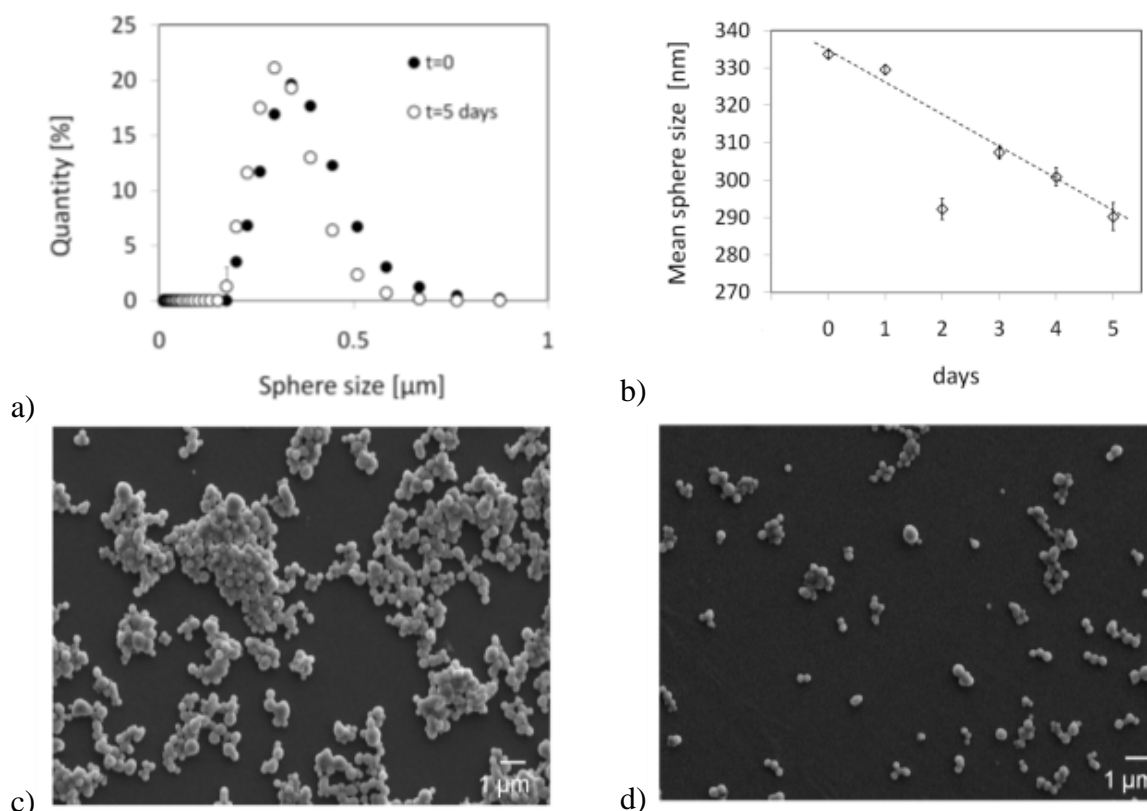 25
20
15
10
5
0
Quantity [%]
t=0
t=5 days
0
0.5
1
Sphere size [µm]
a)
340
330
320
310
300
290
280
270
Mean sphere size [nm]
0
1
2
3
4
5
days
b)
1 µm
c)
1 µm
d)